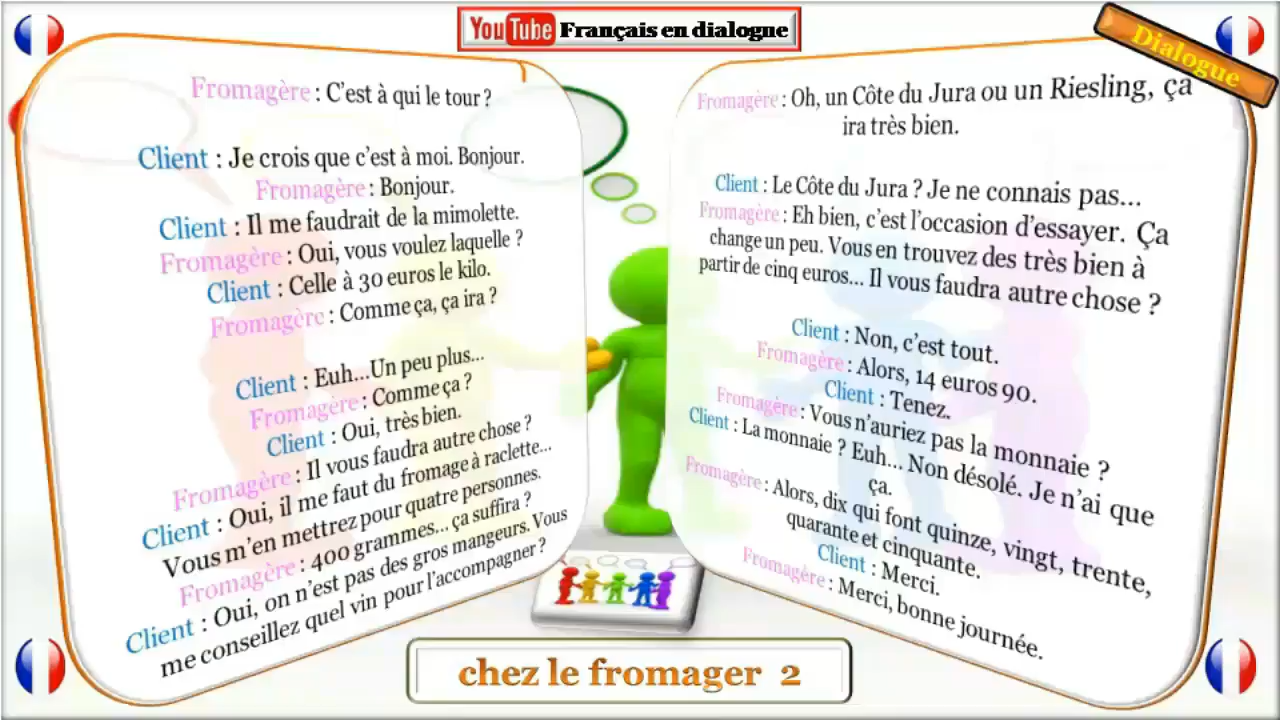 YouTube Français en dialogue
Dialogue
Fromagère : C'est à qui le tour ?
Client : Je crois que c'est à moi. Bonjour.
Fromagère : Bonjour.
Client : Il me faudrait de la mimolette.
Fromagère : Oui, vous voulez laquelle ?
Client : Celle à 30 euros le kilo.
Fromagère : Comme ça, ça ira ?
Client : Euh...Un peu plus...
Fromagère : Comme ça ?
Client : Oui, très bien.
Fromagère : Il vous faudra autre chose ?
Client : Oui, il me faut du fromage à raclette...
Vous m'en mettrez pour quatre personnes.
Fromagère : 400 grammes... ça suffira ?
Client : Oui, on n'est pas des gros mangeurs. Vous
me conseillez quel vin pour l'accompagner ?
Fromagère : Oh, un Côte du Jura ou un Riesling, ça
ira très bien.
Client : Le Côte du Jura ? Je ne connais pas...
Fromagère : Eh bien, c'est l'occasion d'essayer. Ça
change un peu. Vous en trouvez des très bien à
partir de cinq euros... Il vous faudra autre chose ?
Client : Non, c'est tout.
Fromagère : Alors, 14 euros 90.
Client : Tenez.
Fromagère : Vous n'auriez pas la monnaie ?
Client : La monnaie ? Euh... Non désolé. Je n'ai que
ça.
Fromagère : Alors, dix qui font quinze, vingt, trente,
quarante et cinquante.
Client : Merci.
Fromagère : Merci, bonne journée.
chez le fromager 2